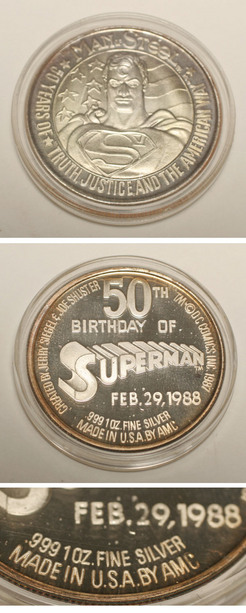 MAN OF STEEL
50 YEARS OF ★ TRUTH, JUSTICE AND THE AMERICAN WAY
S
CREATED BY JERRY SIEGEL & JOE SHUSTER
TM & © DC COMICS INC. 1987
50TH
BIRTHDAY OF
SUPERMAN™
FEB. 29, 1988
.999 1 OZ. FINE SILVER
MADE IN U.S.A. BY AMC
FEB. 29, 1988
.999 1 OZ. FINE SILVER
MADE IN U.S.A. BY AMC